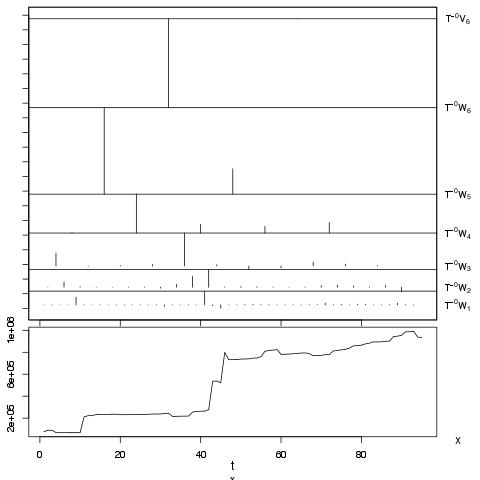 T⁻⁰V₆
T⁻⁰W₆
T⁻⁰W₅
T⁻⁰W₄
T⁻⁰W₃
T⁻⁰W₂
T⁻⁰W₁
1e+06
6e+05
2e+05
X
0 20 40 60 80
t
x